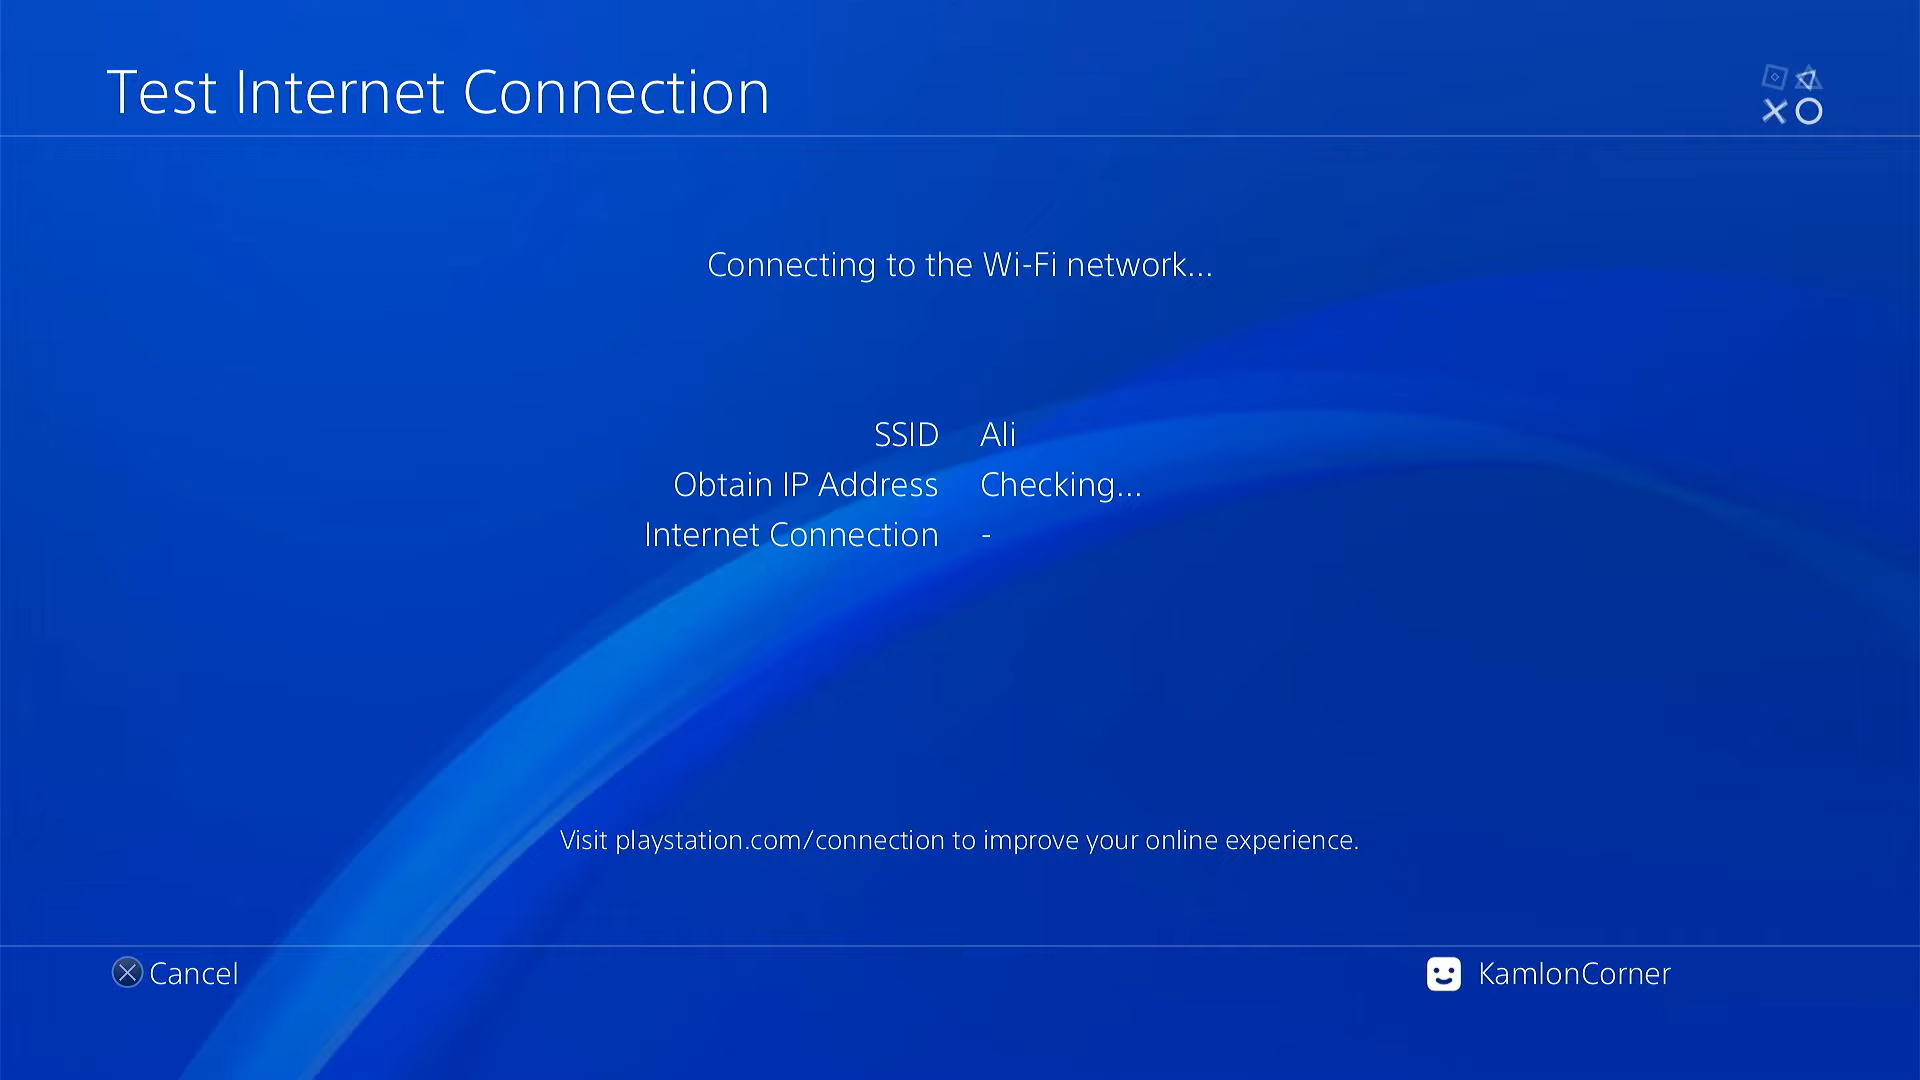 Test Internet Connection
Connecting to the Wi-Fi network...
SSID Ali
Obtain IP Address Checking...
Internet Connection -
Visit playstation.com/connection to improve your online experience.
Cancel
KamlonCorner